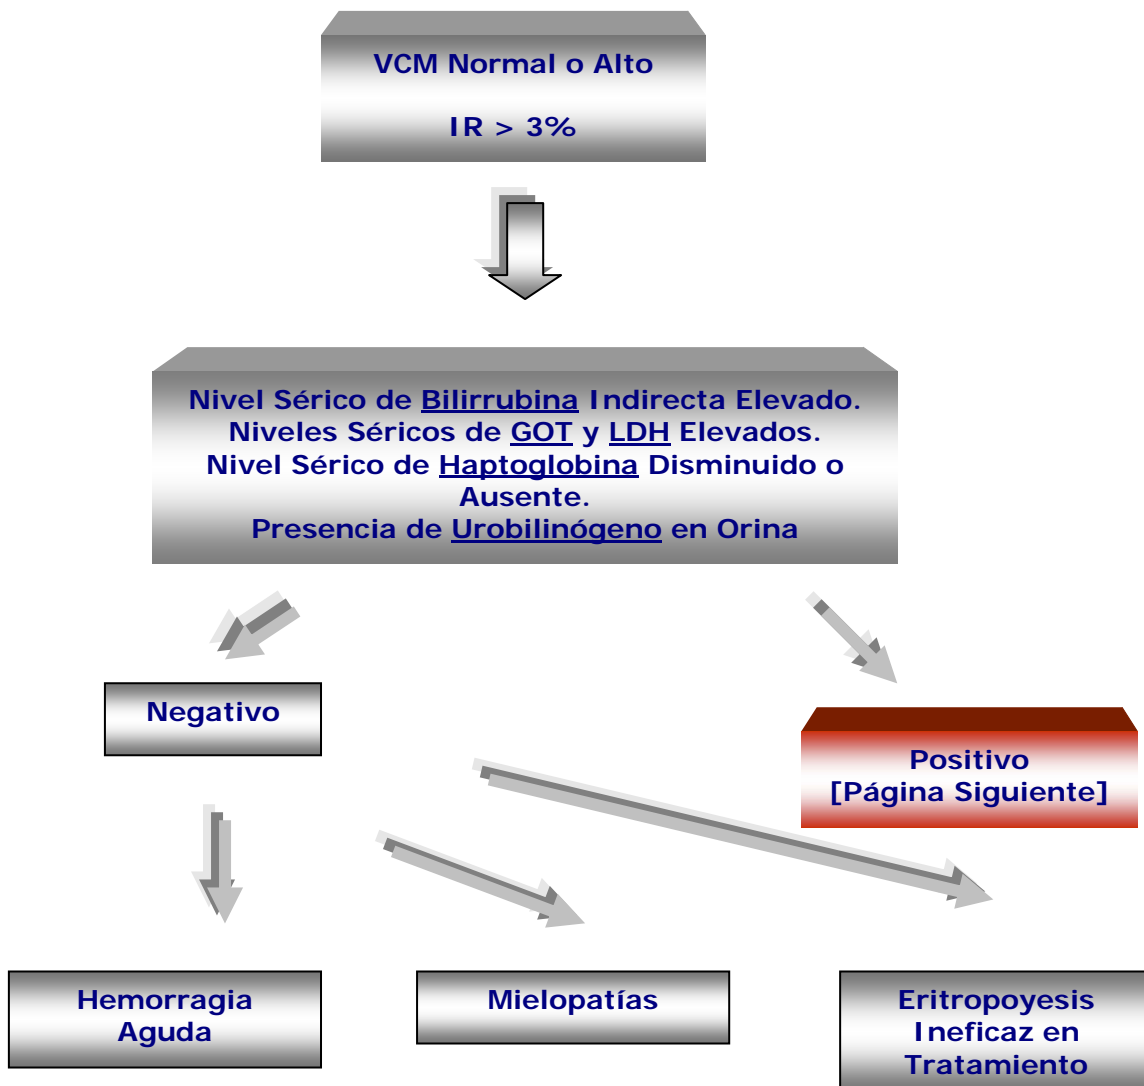 VCM Normal o Alto
IR > 3%
Nivel Sérico de Bilirrubina Indirecta Elevado.
Niveles Séricos de GOT y LDH Elevados.
Nivel Sérico de Haptoglobina Disminuido o
Ausente.
Presencia de Urobilinógeno en Orina
Negativo
Positivo
[Página Siguiente]
Hemorragia
Aguda
Mielopatías
Eritropoyesis
Ineficaz en
Tratamiento